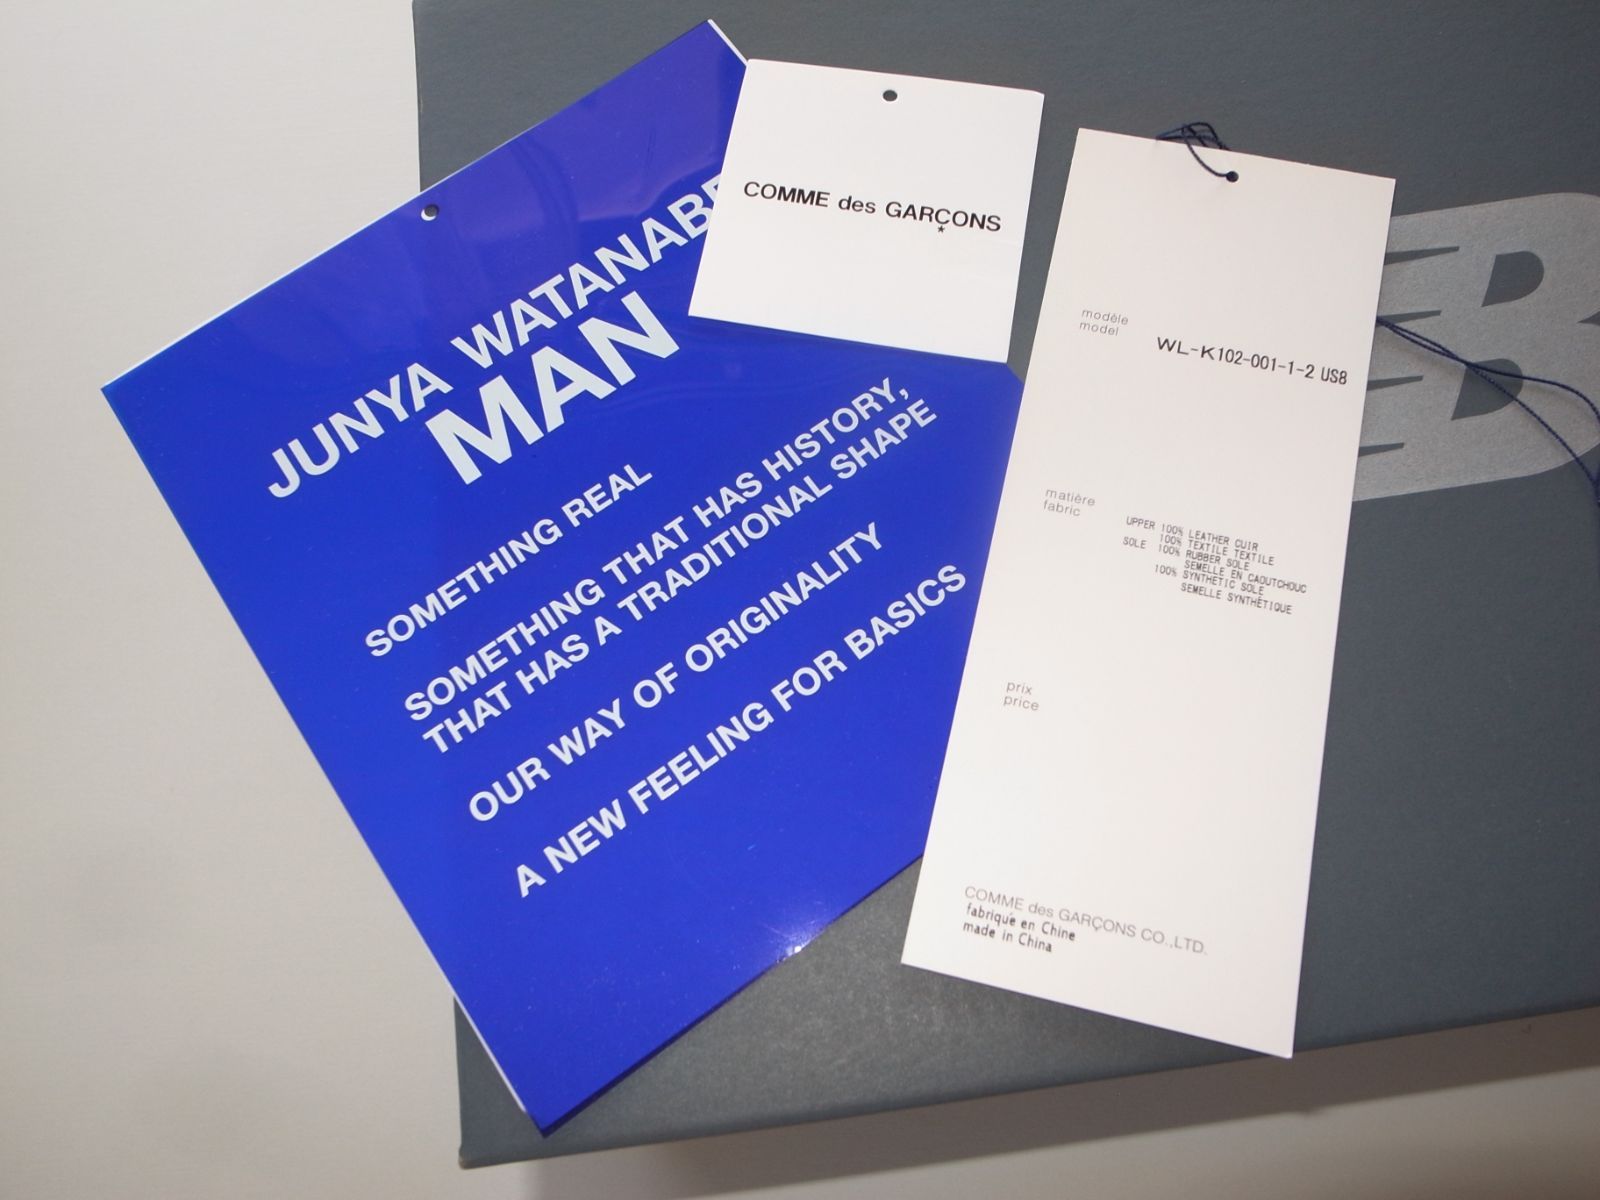 JUNYA WATANABE
MAN
SOMETHING REAL
SOMETHING THAT HAS HISTORY,
THAT HAS A TRADITIONAL SHAPE
OUR WAY OF ORIGINALITY
A NEW FEELING FOR BASICS
COMME des GARÇONS
*
modèle
model
WL-K102-001-1-2 US8
matière
fabric
UPPER 100% LEATHER CUIR
100% TEXTILE TEXTILE
SOLE 100% RUBBER SOLE
SEMELLE EN CAOUTCHOUC
100% SYNTHETIC SOLE
SEMELLE SYNTHÈTIQUE
prix
price
COMME des GARÇONS CO.,LTD.
fabriqué en Chine
made in China